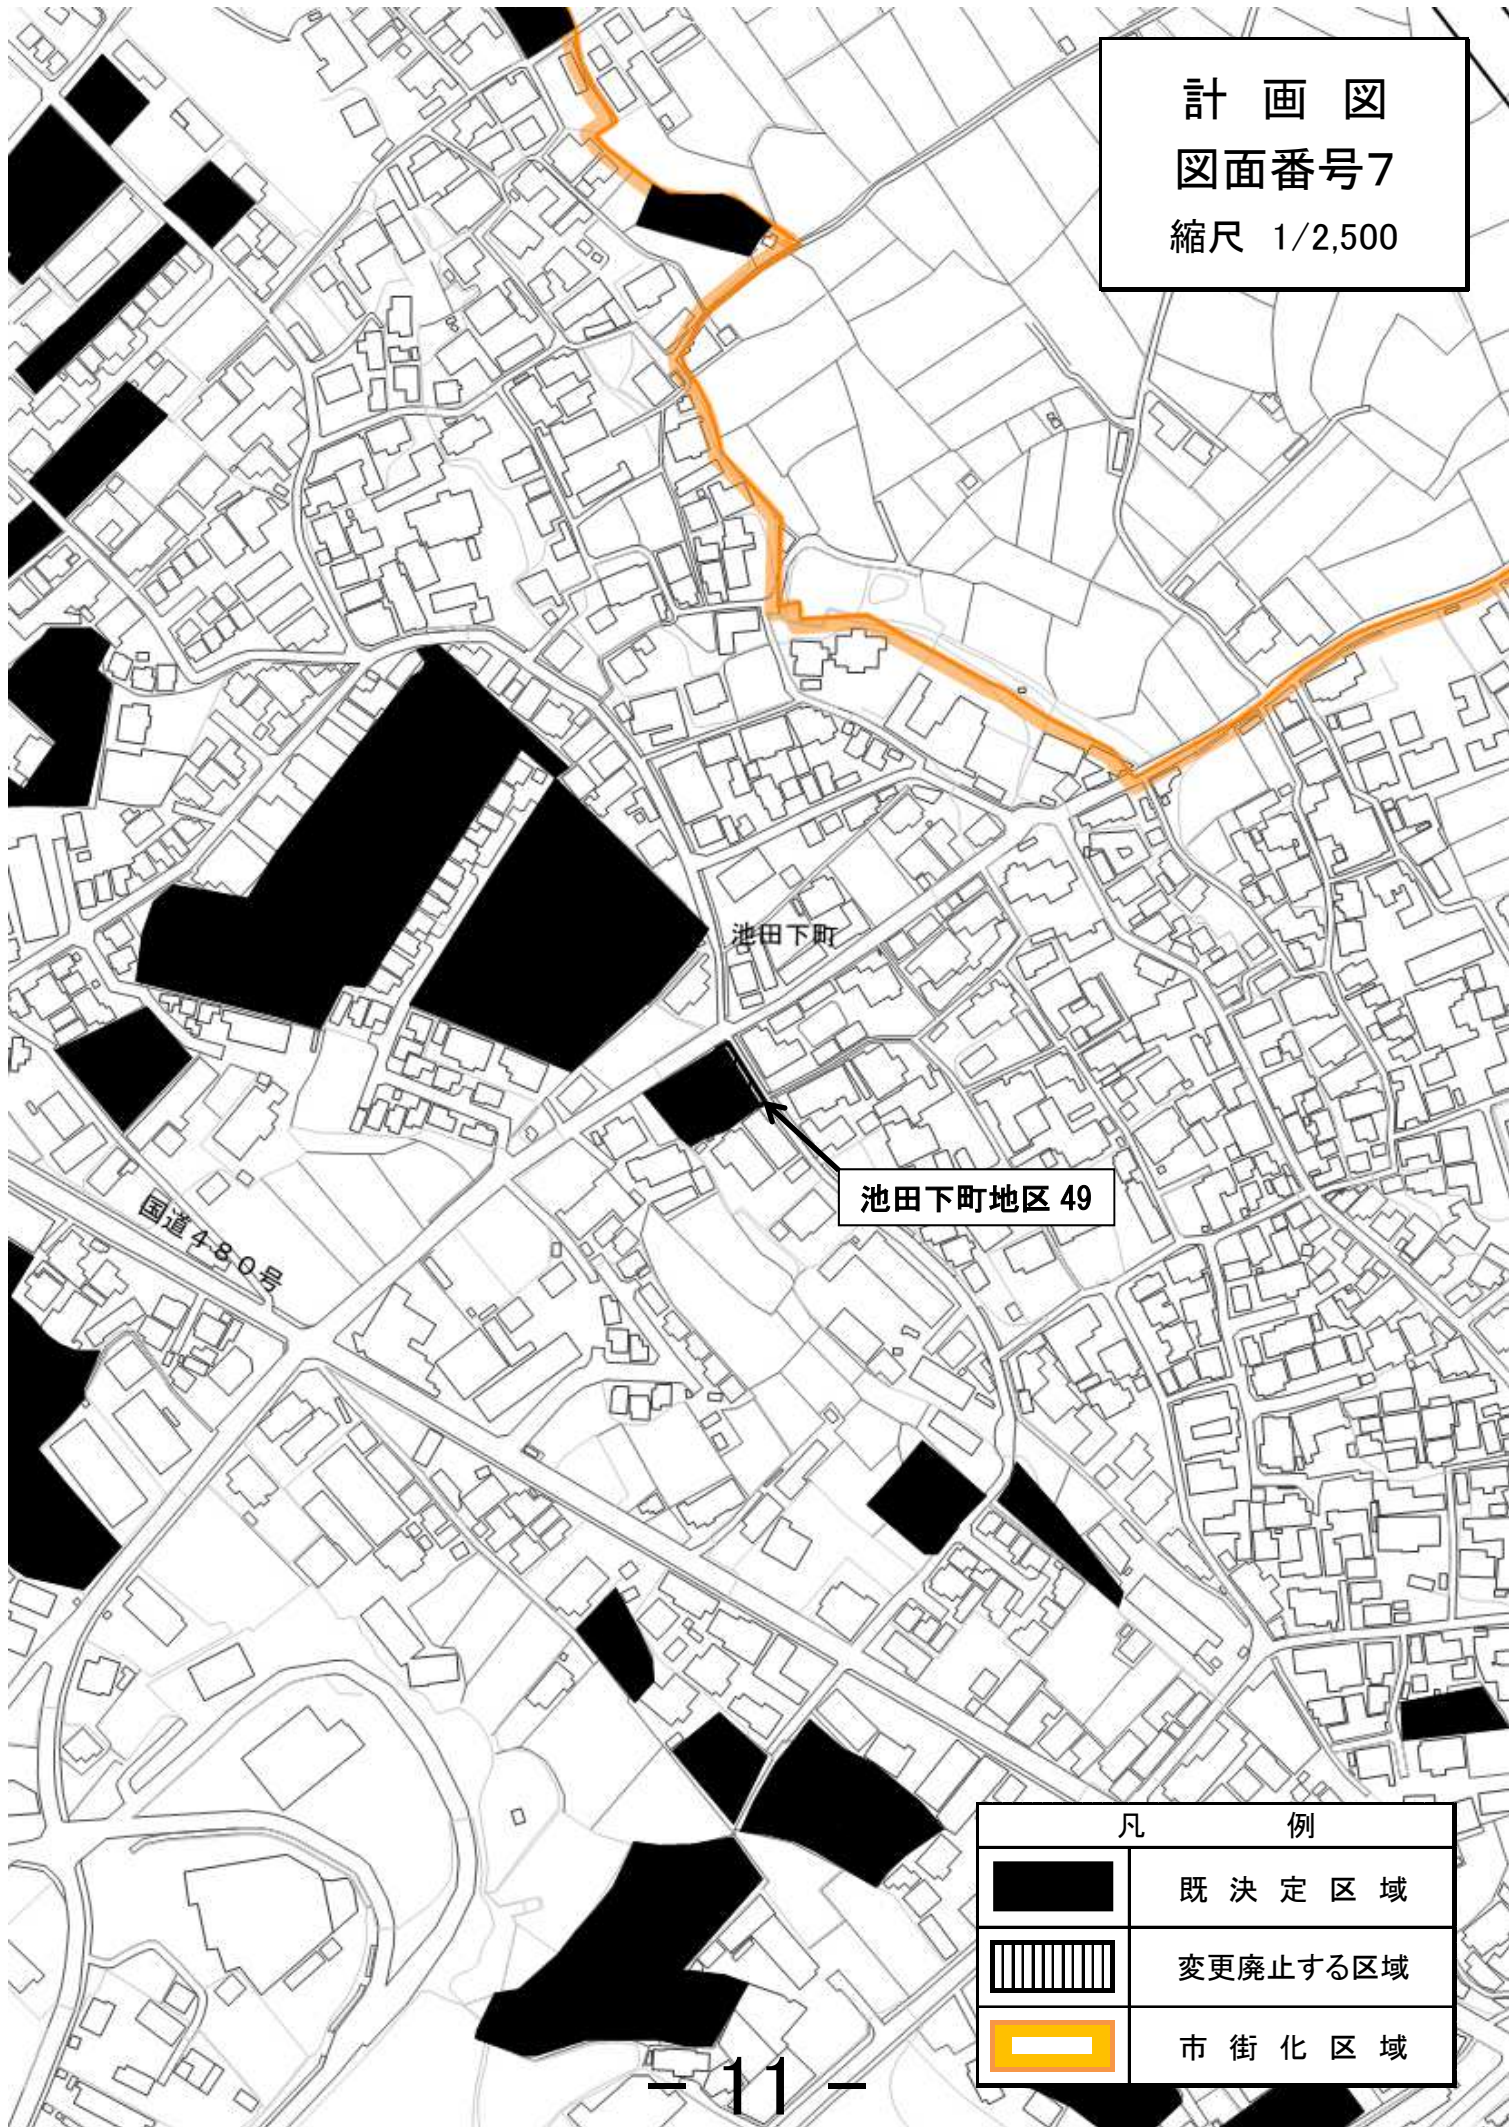 計画図
図面番号7
縮尺 1/2,500
池田下町
池田下町地区 49
国道480号
凡例
既決定区域
変更廃止する区域
市街化区域
- 11 -